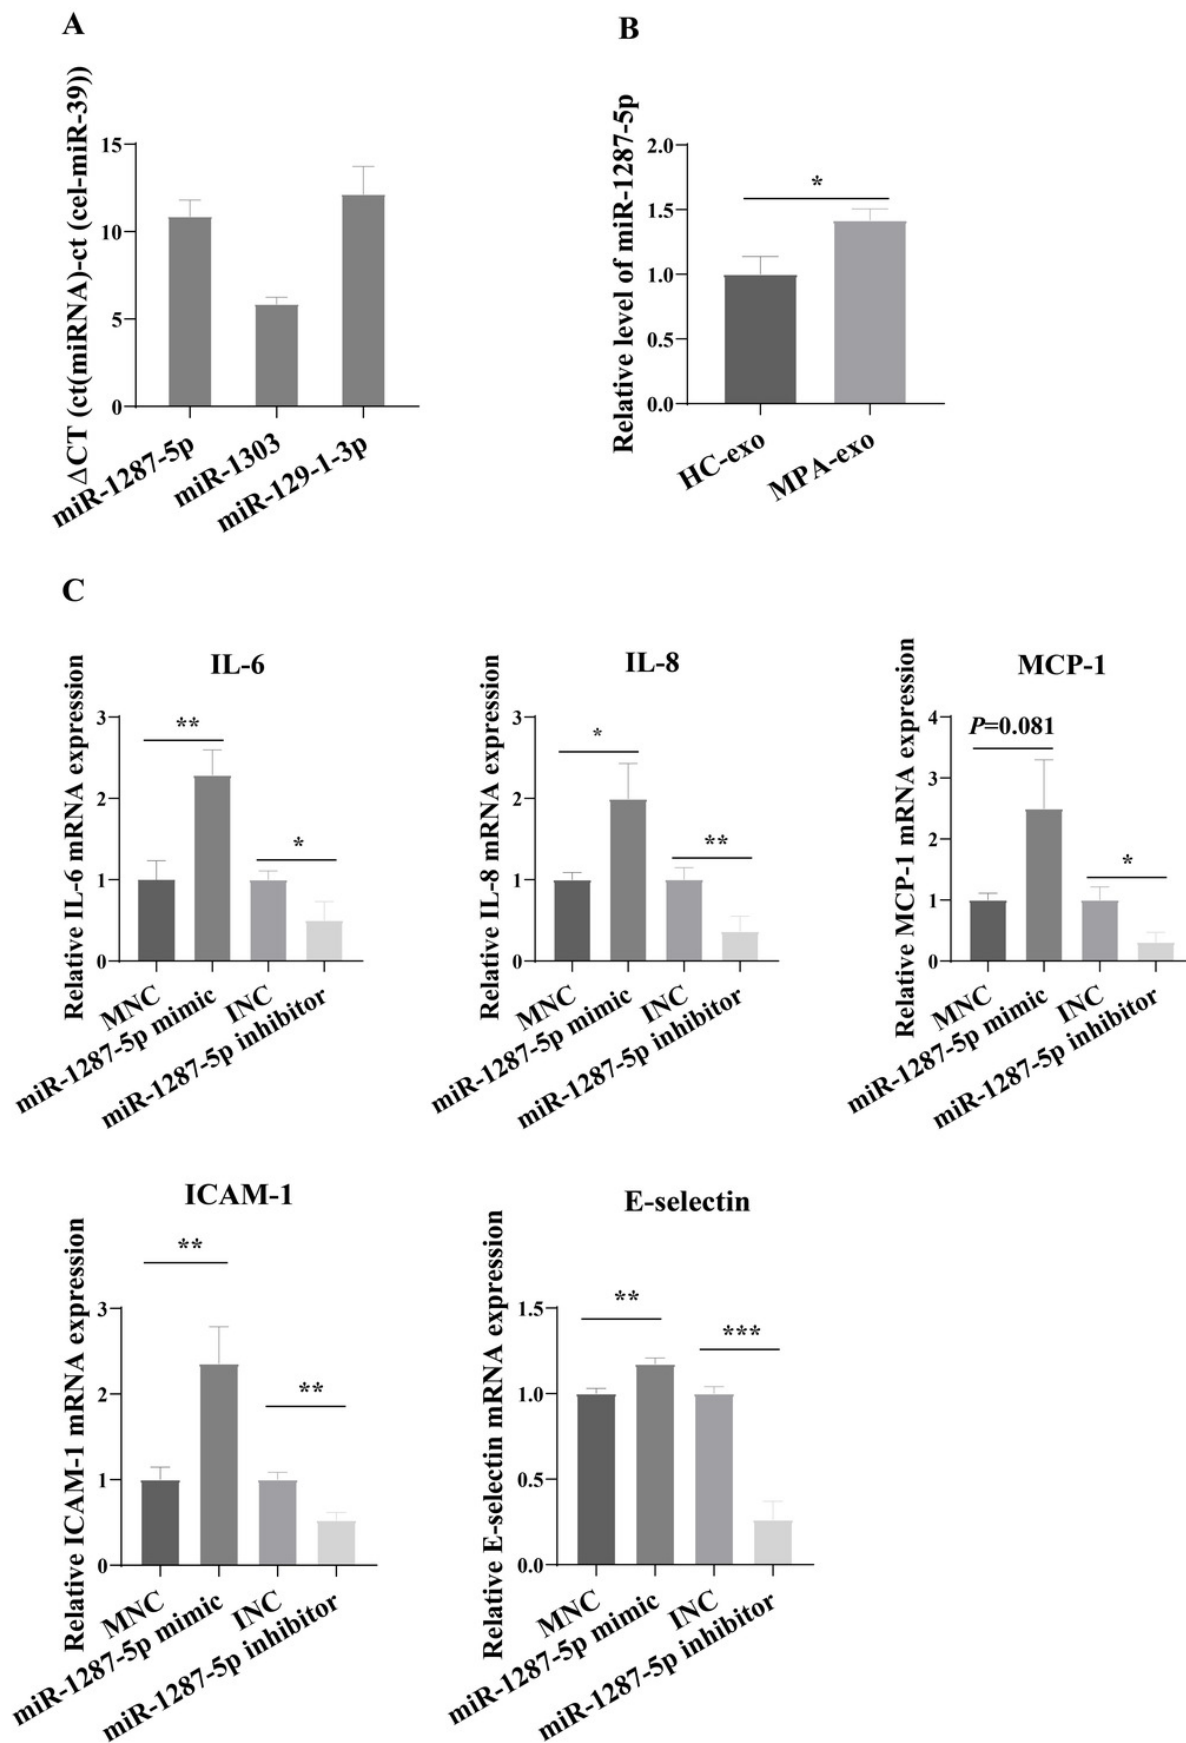 A
ΔCT (ct(miRNA)-ct (cel-miR-39))
15
10
5
0
miR-1287-5p
miR-1303
miR-129-1-3p
B
Relative level of miR-1287-5p
2.0
1.5
1.0
0.5
0.0
*
HC-exo
MPA-exo
C
IL-6
Relative IL-6 mRNA expression
3
2
1
0
**
*
MNC
miR-1287-5p mimic
INC
miR-1287-5p inhibitor
IL-8
Relative IL-8 mRNA expression
3
2
1
0
*
**
MNC
miR-1287-5p mimic
INC
miR-1287-5p inhibitor
MCP-1
Relative MCP-1 mRNA expression
4
3
2
1
0
P=0.081
*
MNC
miR-1287-5p mimic
INC
miR-1287-5p inhibitor
ICAM-1
Relative ICAM-1 mRNA expression
3
2
1
0
**
**
MNC
miR-1287-5p mimic
INC
miR-1287-5p inhibitor
E-selectin
Relative E-selectin mRNA expression
1.5
1.0
0.5
0.0
**
***
MNC
miR-1287-5p mimic
INC
miR-1287-5p inhibitor